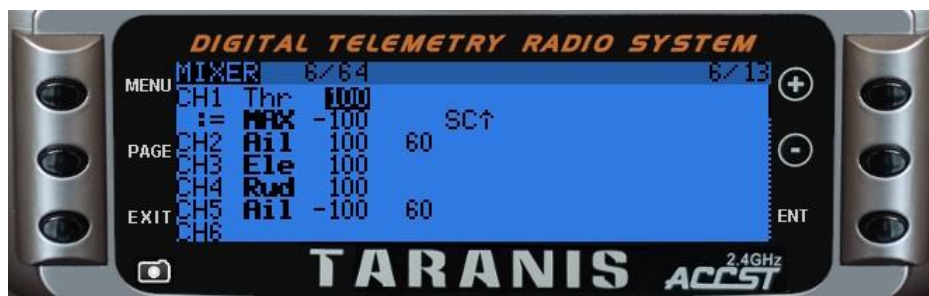 DIGITAL TELEMETRY RADIO SYSTEM
MENU
PAGE
EXIT
MIXER 6/64 6/13
CH1 Thr 100
:= MAX -100 SC↑
CH2 Ail 100 60
CH3 Ele 100
CH4 Rud 100
CH5 Ail -100 60
CH6
+
-
ENT
TARANIS
2.4GHz
ACCST